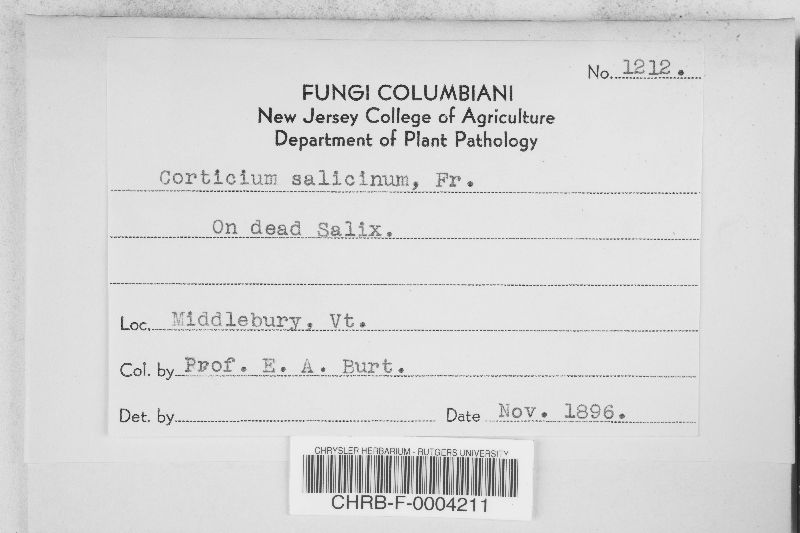 No. 1212.
FUNGI COLUMBIANI
New Jersey College of Agriculture
Department of Plant Pathology
Corticium salicinum, Fr.
On dead Salix.
Loc. Middlebury, Vt.
Col. by Prof. E. A. Burt.
Det. by
Date Nov. 1896.
CHRYSLER HERBARIUM - RUTGERS UNIVERSITY
CHRB-F-0004211